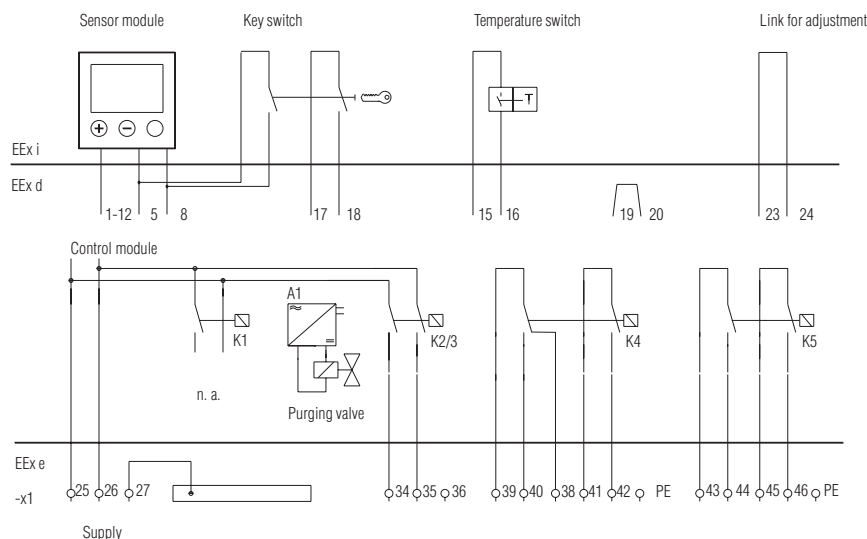 Sensor module Key switch Temperature switch Link for adjustment
EEx i
EEx d
1-12 5 8 17 18 15 16 19 20 23 24
Control module
A1
K1 K2/3 K4 K5
n. a.
Purging valve
EEx e
-x1 25 26 27 34 35 36 39 40 38 41 42 PE 43 44 45 46 PE
Supply